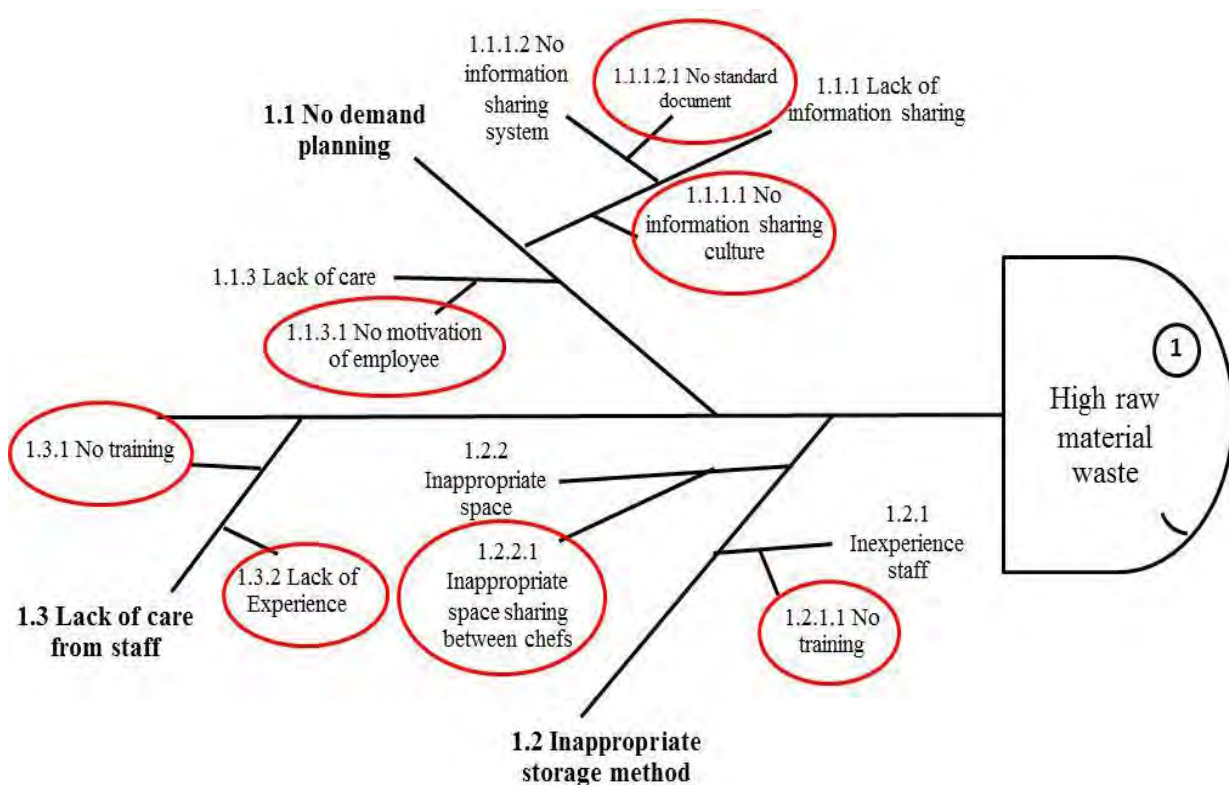 1.1.1.2 No
information
sharing
system
1.1.1.2.1 No standard
document
1.1.1 Lack of
information sharing
1.1 No demand
planning
1.1.1.1 No
information sharing
culture
1.1.3 Lack of care
1.1.3.1 No motivation
of employee
1
High raw
material
waste
1.3.1 No training
1.2.2
Inappropriate
space
1.2.1
Inexperience
staff
1.3.2 Lack of
Experience
1.2.2.1
Inappropriate
space sharing
between chefs
1.2.1.1 No
training
1.3 Lack of care
from staff
1.2 Inappropriate
storage method